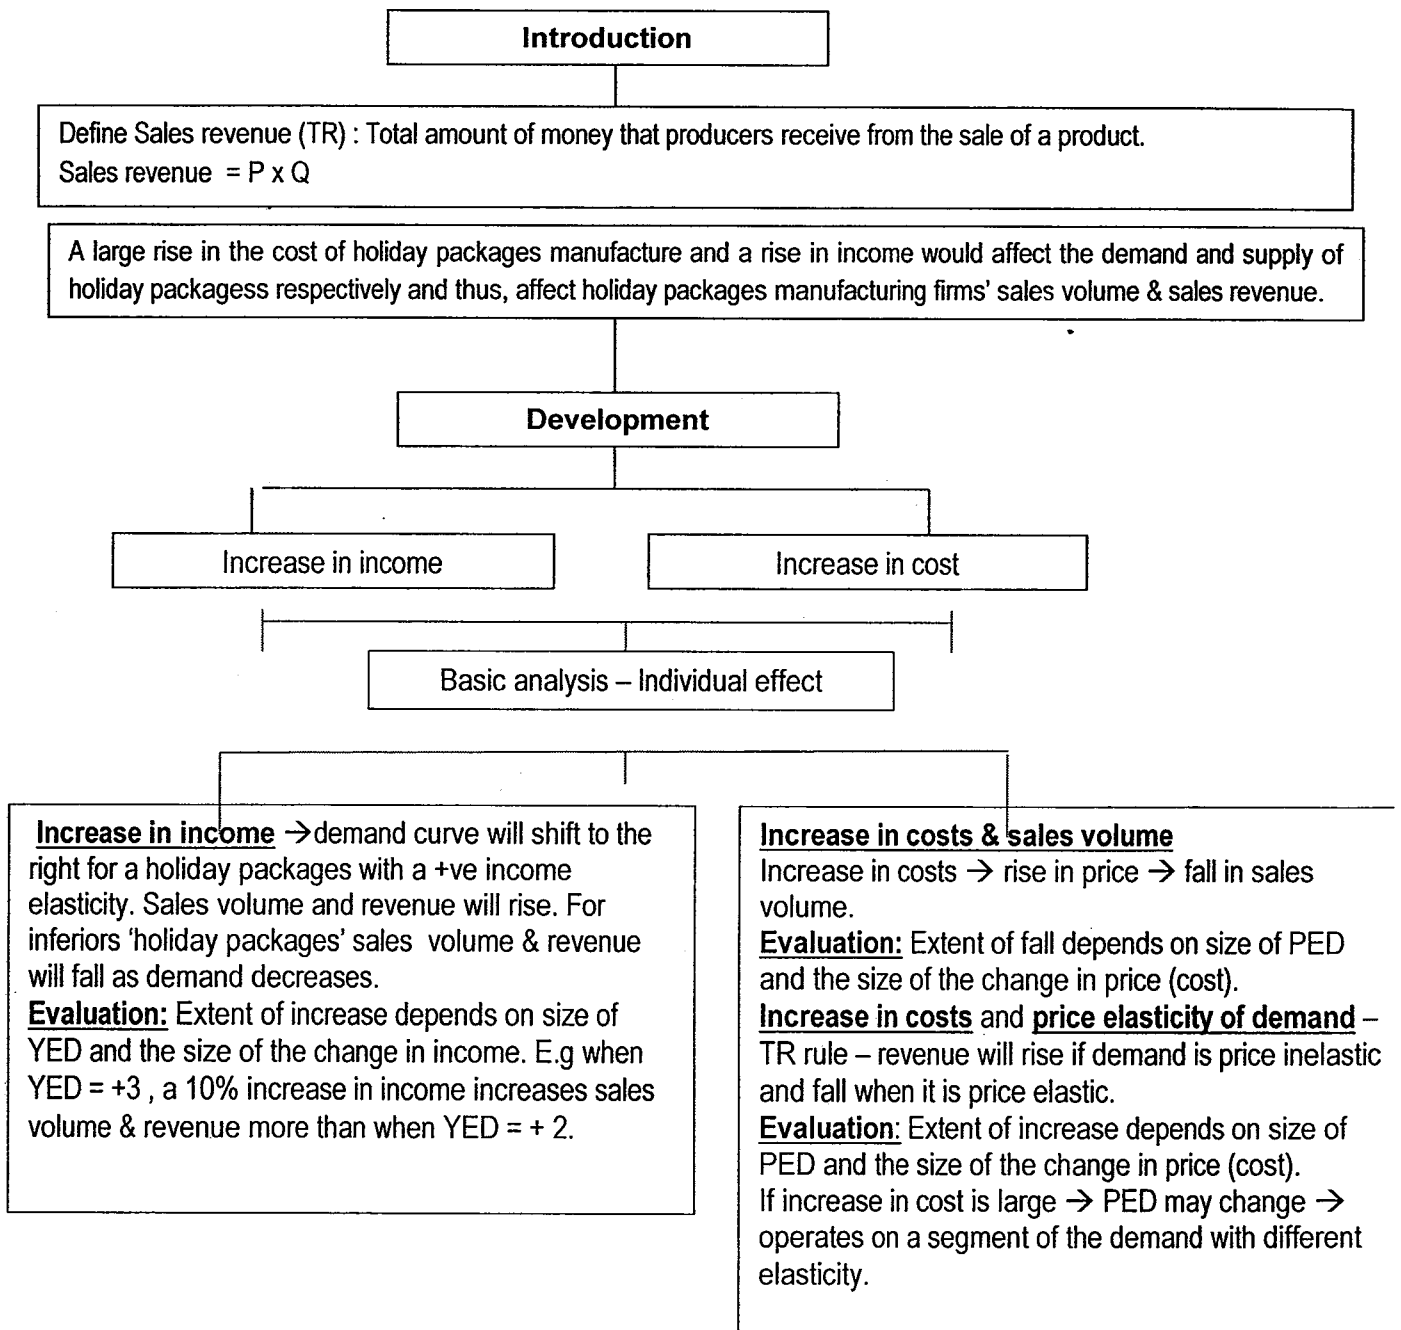 Introduction
Define Sales revenue (TR) : Total amount of money that producers receive from the sale of a product.
Sales revenue = P x Q
A large rise in the cost of holiday packages manufacture and a rise in income would affect the demand and supply of
holiday packagess respectively and thus, affect holiday packages manufacturing firms' sales volume & sales revenue.
Development
Increase in income
Increase in cost
Basic analysis – Individual effect
Increase in income →demand curve will shift to the
right for a holiday packages with a +ve income
elasticity. Sales volume and revenue will rise. For
inferiors 'holiday packages' sales volume & revenue
will fall as demand decreases.
Evaluation: Extent of increase depends on size of
YED and the size of the change in income. E.g when
YED = +3 , a 10% increase in income increases sales
volume & revenue more than when YED = + 2.
Increase in costs & sales volume
Increase in costs → rise in price → fall in sales
volume.
Evaluation: Extent of fall depends on size of PED
and the size of the change in price (cost).
Increase in costs and price elasticity of demand –
TR rule – revenue will rise if demand is price inelastic
and fall when it is price elastic.
Evaluation: Extent of increase depends on size of
PED and the size of the change in price (cost).
If increase in cost is large → PED may change →
operates on a segment of the demand with different
elasticity.